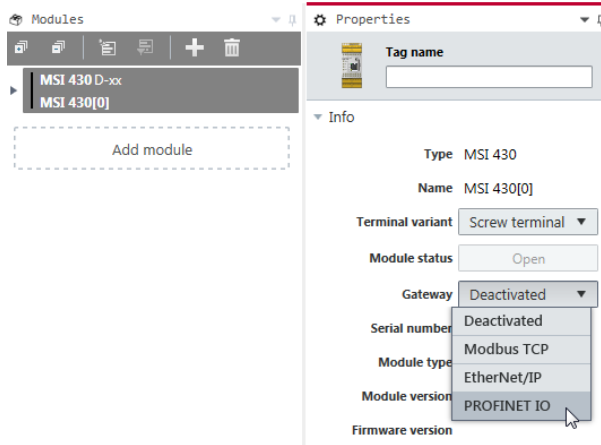 Modules
MSI 430 D-xx
MSI 430[0]
Add module
Properties
Tag name
Info
Type MSI 430
Name MSI 430[0]
Terminal variant Screw terminal
Module status Open
Gateway Deactivated
Deactivated
Serial number
Modbus TCP
Module type
EtherNet/IP
Module version
PROFINET IO
Firmware version